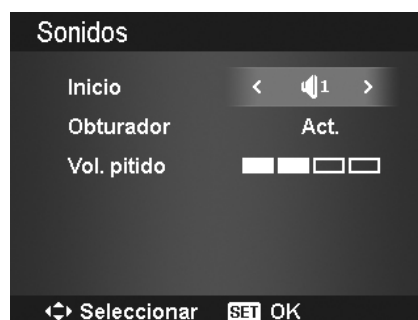 Sonidos
Inicio < 1 >
Obturador Act.
Vol. pitido
Seleccionar SET OK